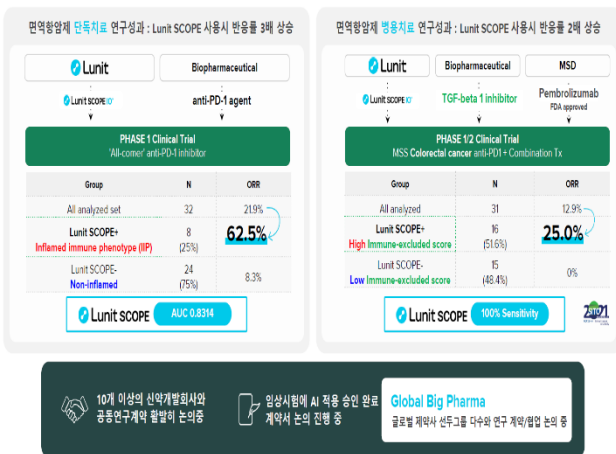 면역항암제 단독치료 연구성과 : Lunit SCOPE 사용시 반응률 3배 상승
Lunit
Biopharmaceutical
Lunit SCOPE IO
anti-PD-1 agent
PHASE 1 Clinical Trial
'All-comer' anti-PD-1 inhibitor
Group N ORR
All analyzed set 32 21.9%
Lunit SCOPE+ 8 62.5%
Inflamed immune phenotype (IIP) (25%)
Lunit SCOPE- 24 8.3%
Non-inflamed (75%)
Lunit SCOPE AUC 0.8314
면역항암제 병용치료 연구성과 : Lunit SCOPE 사용시 반응률 2배 상승
Lunit
Biopharmaceutical
MSD
Lunit SCOPE IO
TGF-beta 1 inhibitor
Pembrolizumab
FDA approved
PHASE 1/2 Clinical Trial
MSS Colorectal cancer anti-PD1+ Combination Tx
Group N ORR
All analyzed 31 12.9%
Lunit SCOPE+ 16 25.0%
High Immune-excluded score (51.6%)
Lunit SCOPE- 15 0%
Low Immune-excluded score (48.4%)
Lunit SCOPE 100% Sensitivity
10개 이상의 신약개발회사와
공동연구계약 활발히 논의중
임상시험에 AI 적용 승인 완료
계약서 논의 진행 중
Global Big Pharma
글로벌 제약사 선두그룹 다수와 연구 계약/협업 논의 중